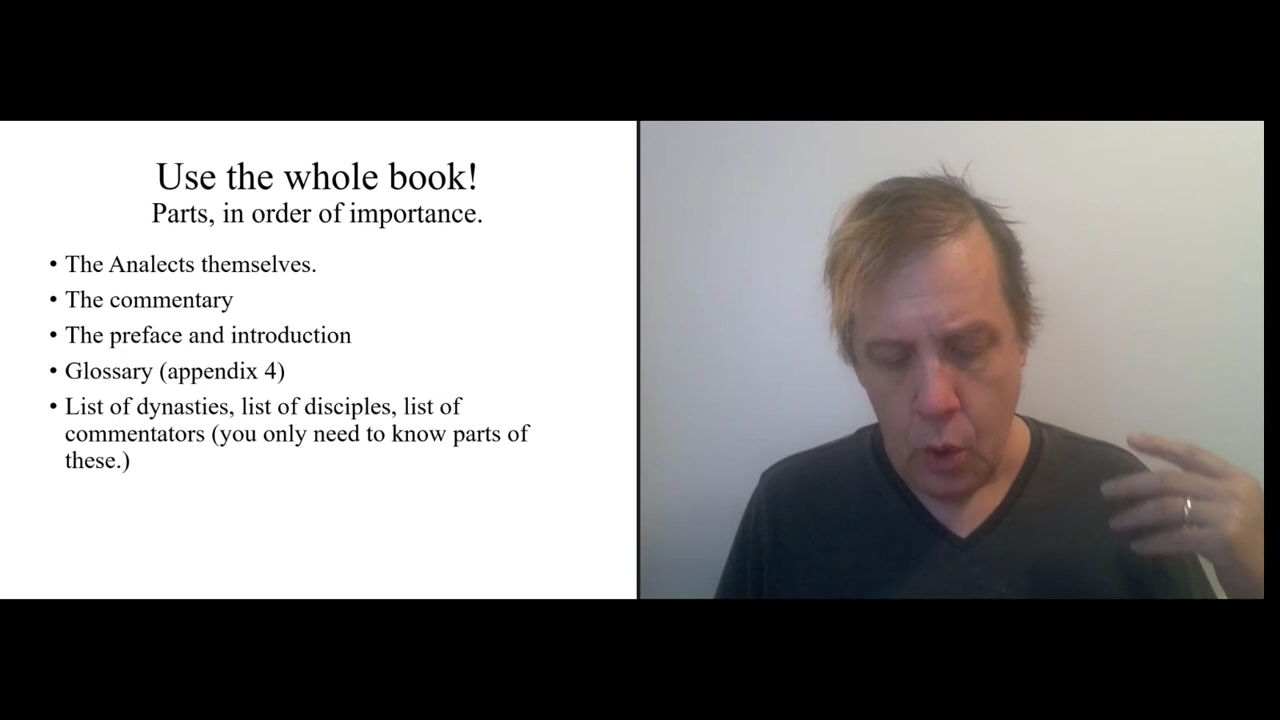 Use the whole book!
Parts, in order of importance.
• The Analects themselves.
• The commentary
• The preface and introduction
• Glossary (appendix 4)
• List of dynasties, list of disciples, list of
commentators (you only need to know parts of
these.)